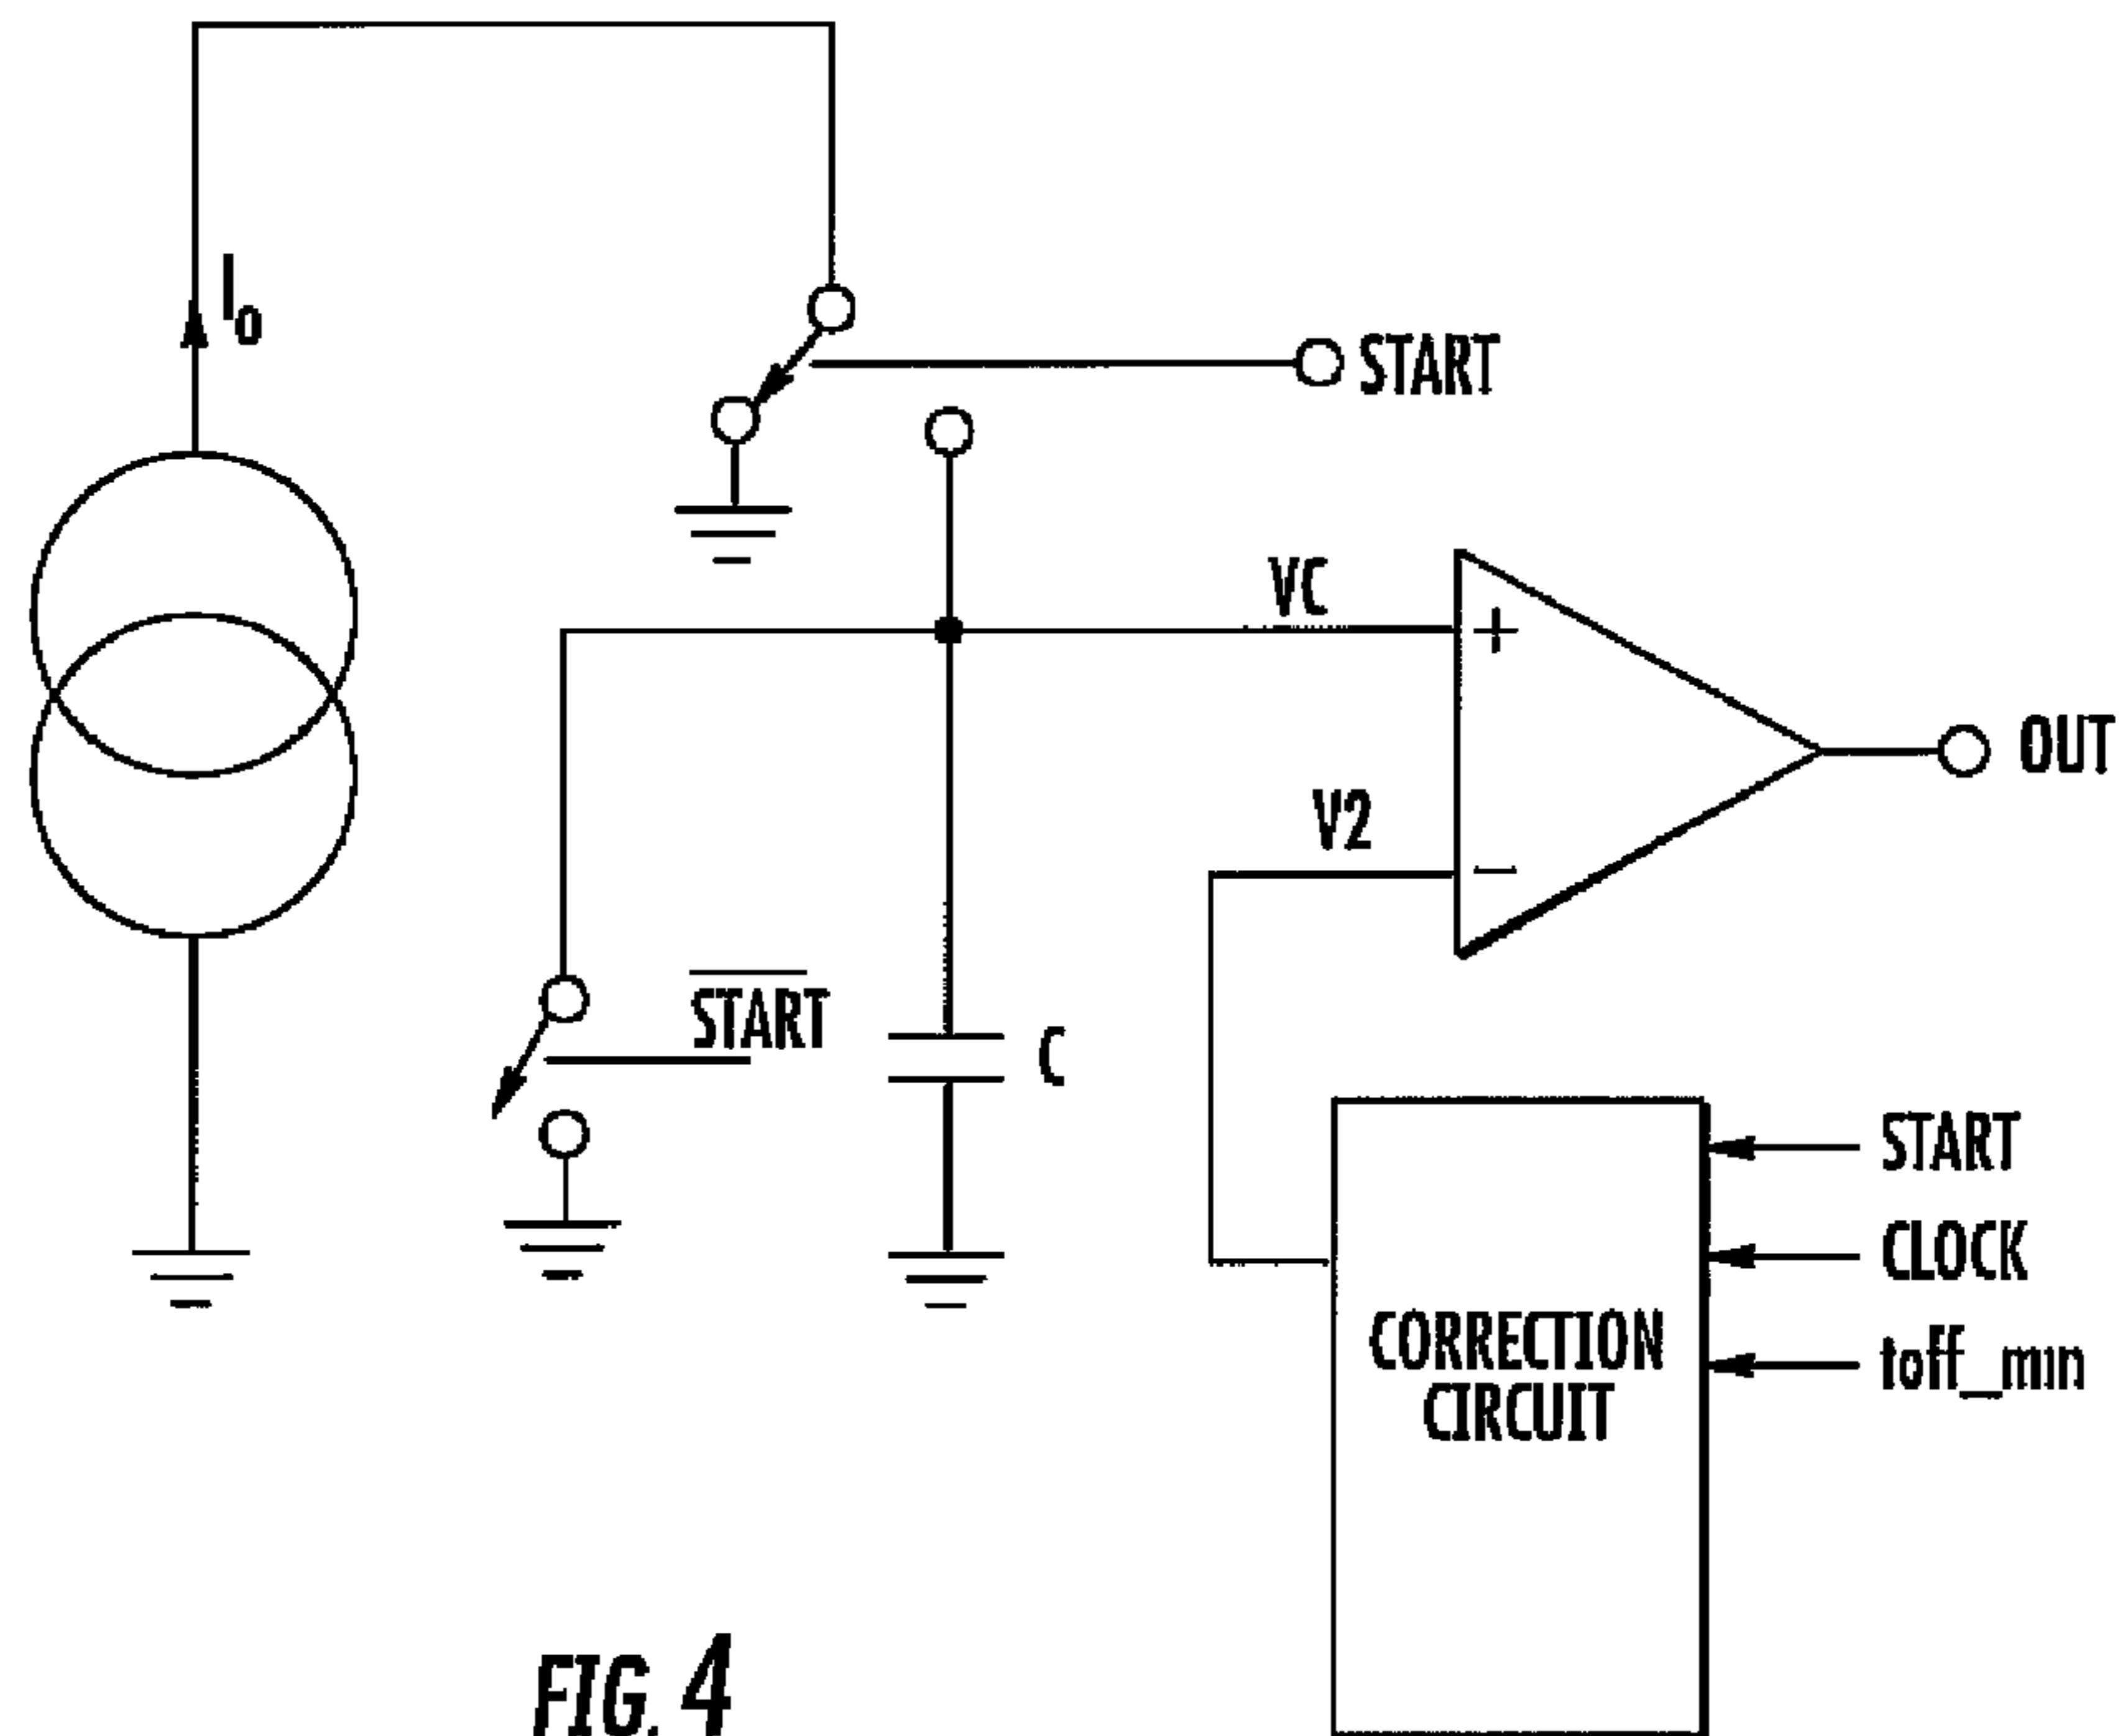 I0
START
VC
+
OUT
V2
−
START
C
START
CLOCK
CORRECTION
CIRCUIT
toff_min
FIG. 4